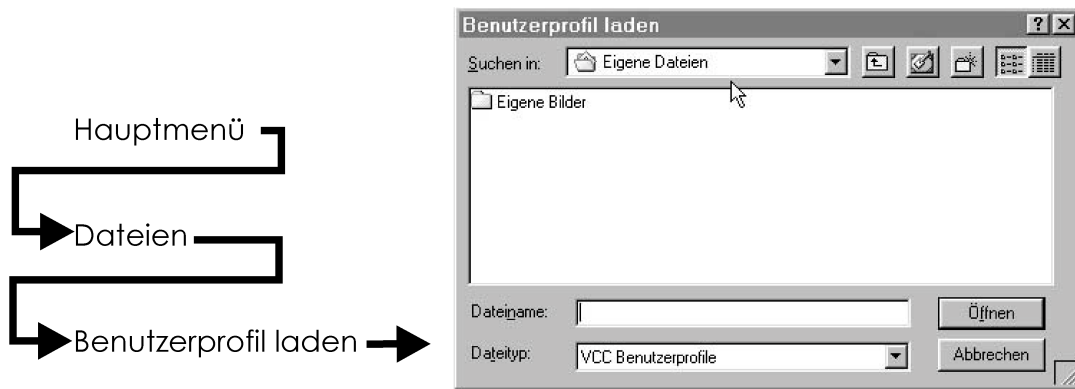 Hauptmenü
Dateien
Benutzerprofil laden
Benutzerprofil laden
Suchen in: Eigene Dateien
Eigene Bilder
Dateiname: Öffnen
Dateityp: VCC Benutzerprofile Abbrechen